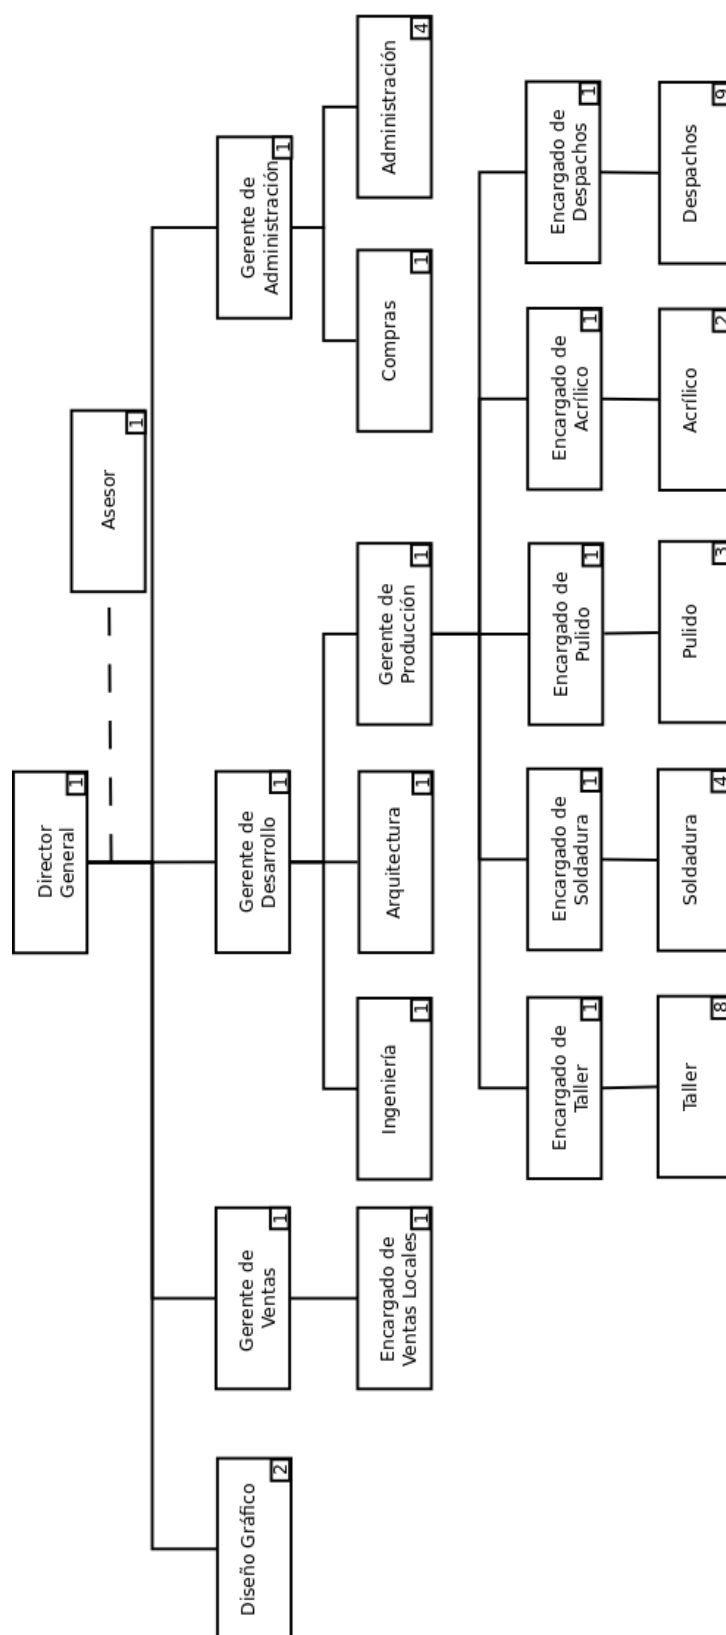 Director
General
1
Asesor
1
Diseño Gráfico
2
Gerente de
Ventas
1
Gerente de
Desarrollo
1
Gerente de
Administración
1
Encargado de
Ventas Locales
1
Ingeniería
1
Arquitectura
1
Gerente de
Producción
1
Compras
1
Administración
4
Encargado de
Taller
1
Encargado de
Soldadura
1
Encargado de
Pulido
1
Encargado de
Acrílico
1
Encargado de
Despachos
1
Taller
8
Soldadura
4
Pulido
3
Acrílico
2
Despachos
9